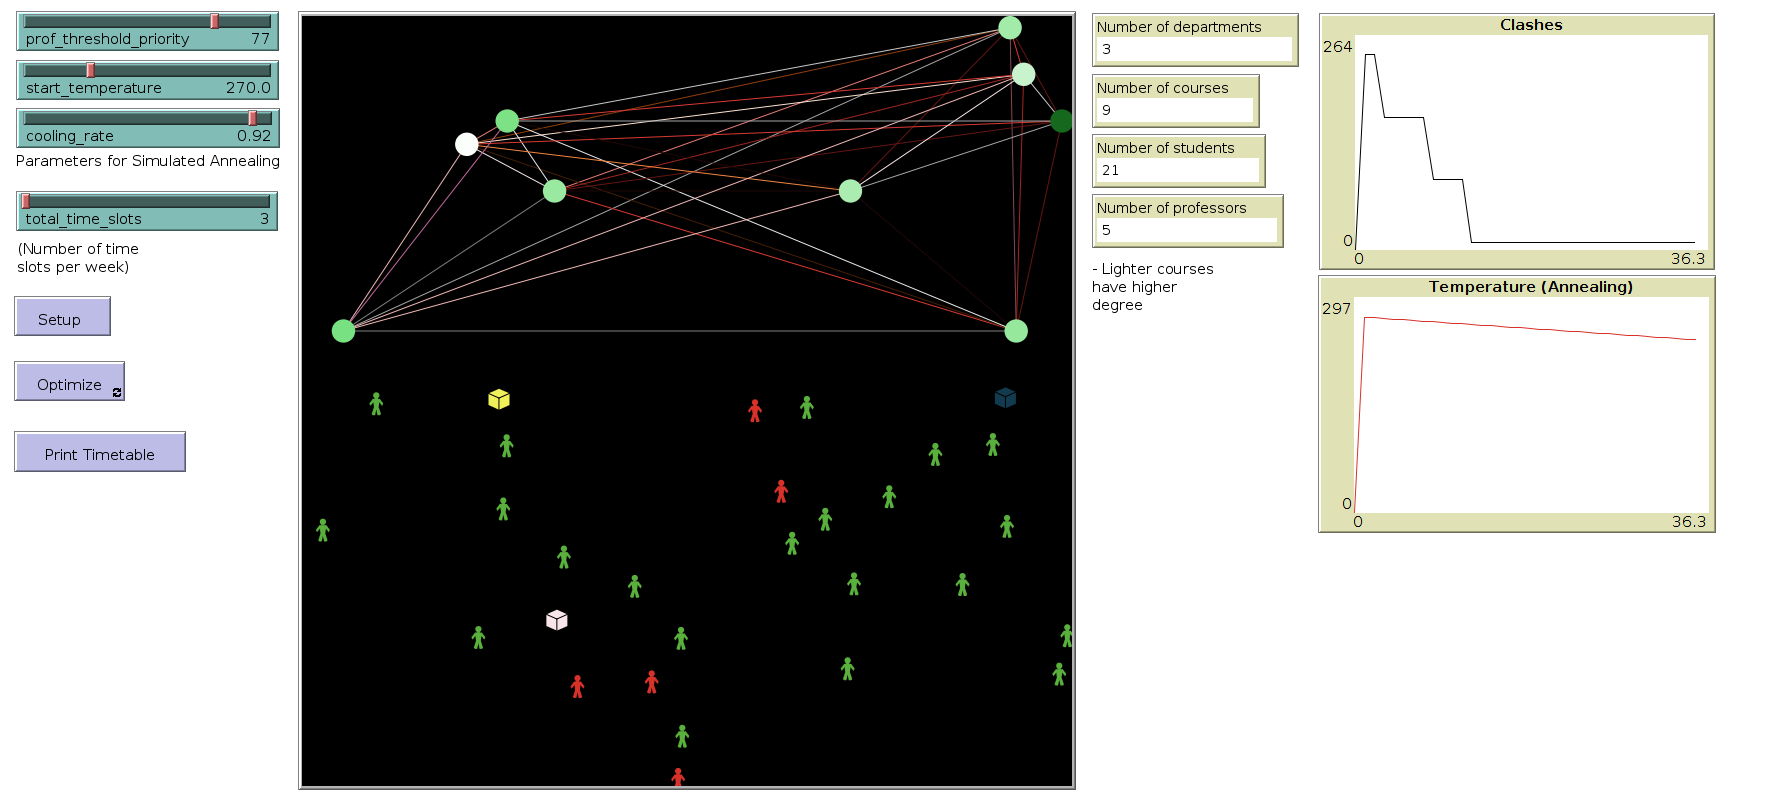 prof_threshold_priority 77
start_temperature 270.0
cooling_rate 0.92
Parameters for Simulated Annealing
total_time_slots 3
(Number of time
slots per week)
Setup
Optimize
Print Timetable
Number of departments
3
Number of courses
9
Number of students
21
Number of professors
5
- Lighter courses
have higher
degree
Clashes
264
0
0 36.3
Temperature (Annealing)
297
0
0 36.3